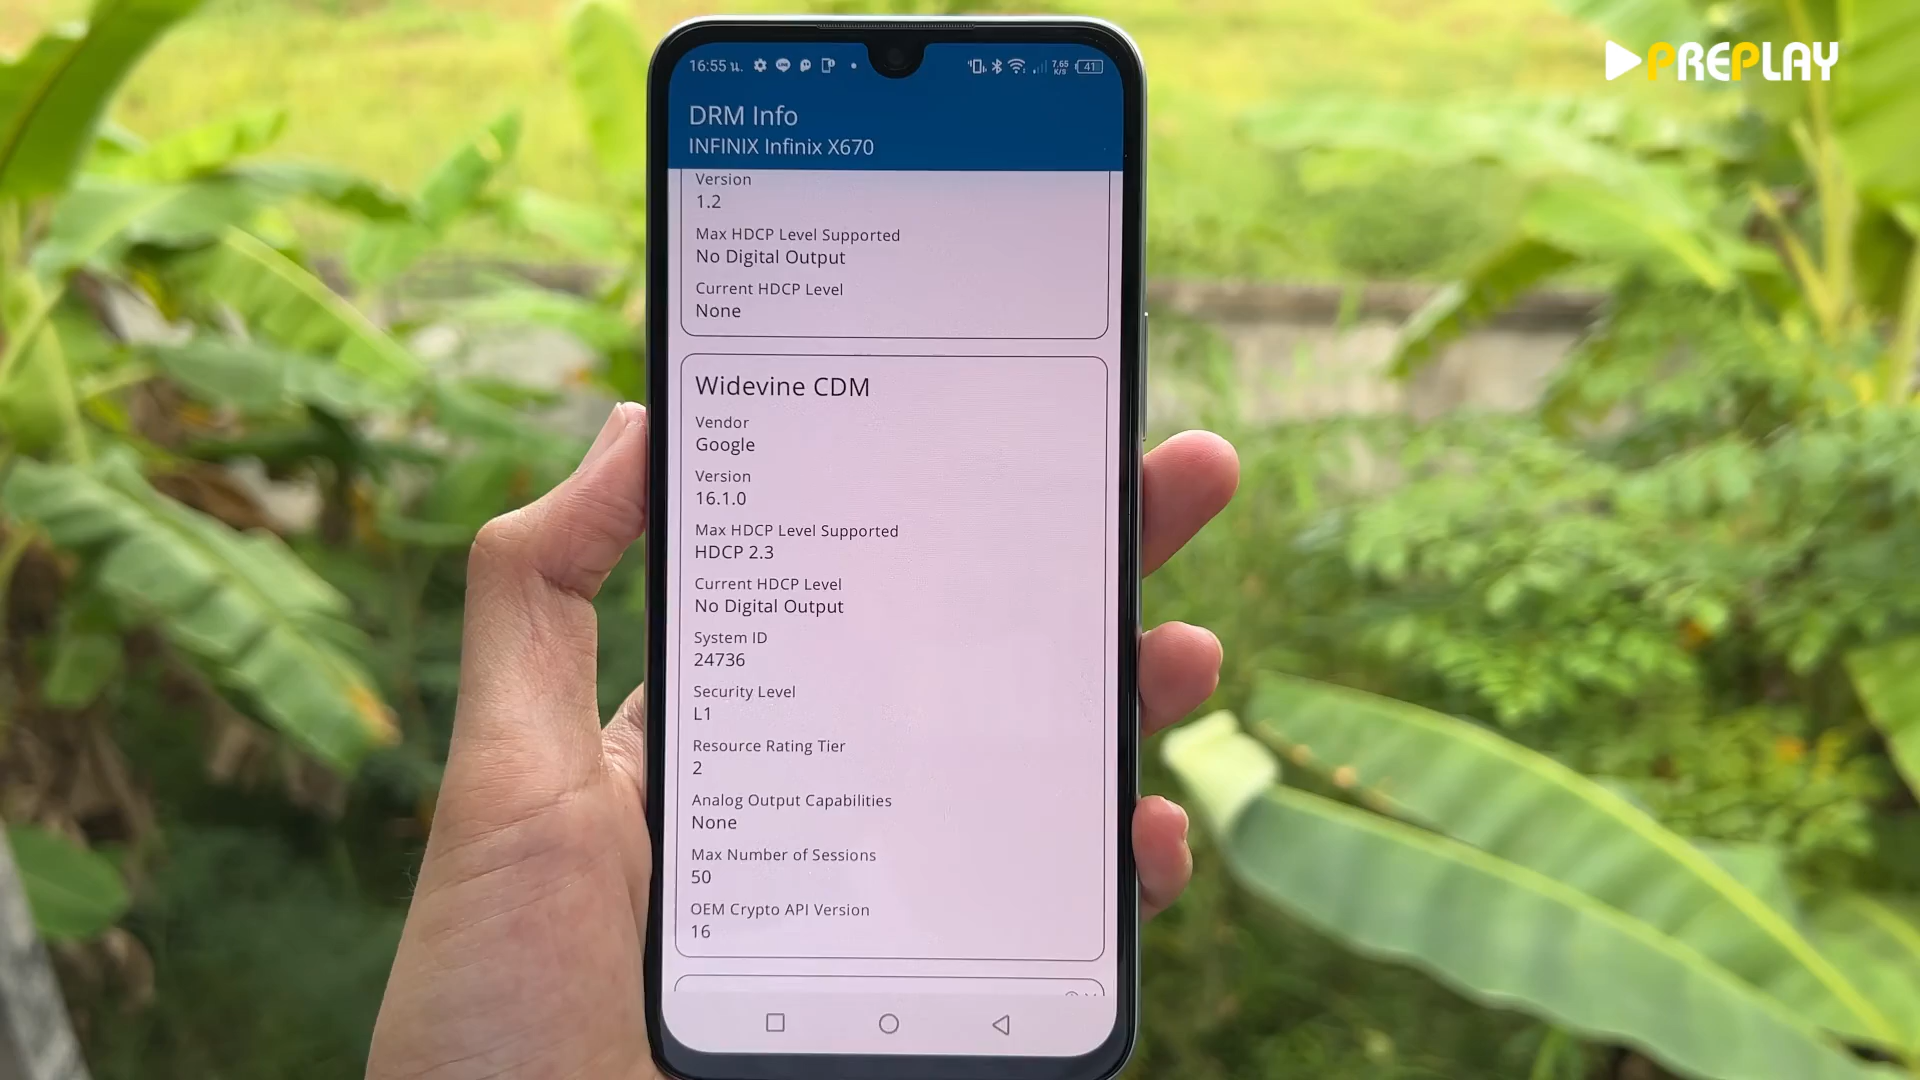 PREPLAY
16:55 น.
7.65
K/S
41
DRM Info
INFINIX Infinix X670
Version
1.2
Max HDCP Level Supported
No Digital Output
Current HDCP Level
None
Widevine CDM
Vendor
Google
Version
16.1.0
Max HDCP Level Supported
HDCP 2.3
Current HDCP Level
No Digital Output
System ID
24736
Security Level
L1
Resource Rating Tier
2
Analog Output Capabilities
None
Max Number of Sessions
50
OEM Crypto API Version
16